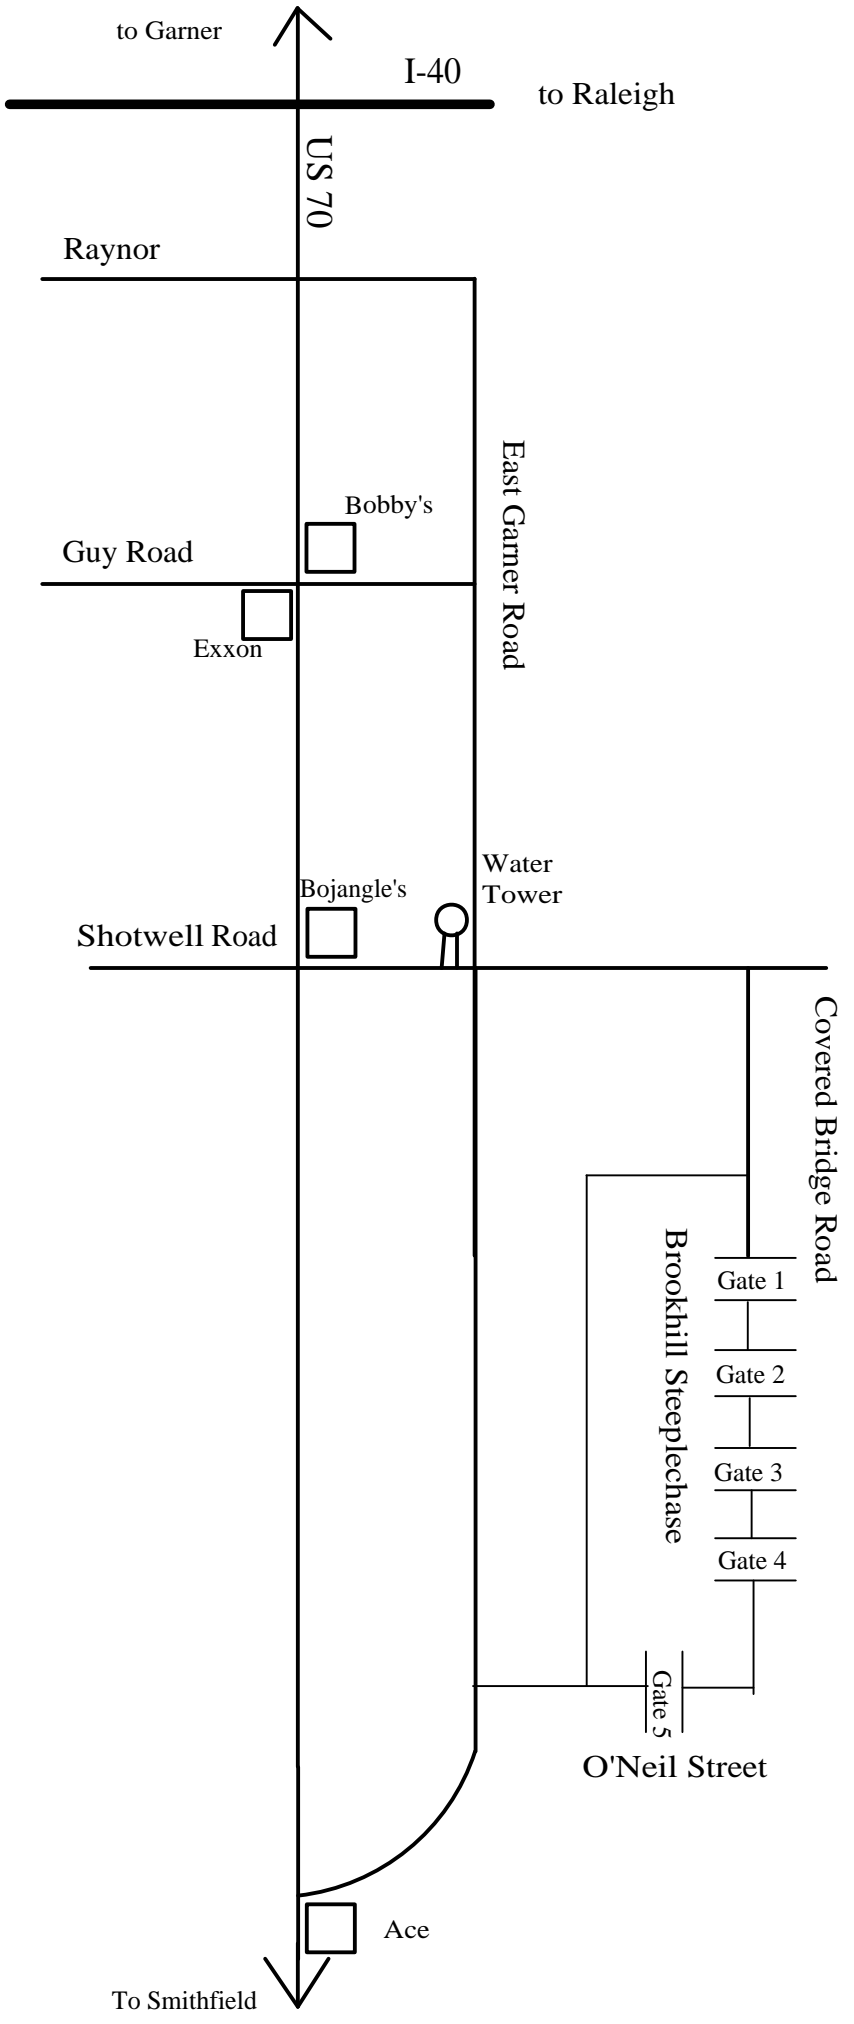 to Garner
I-40
to Raleigh
US 70
Raynor
East Garner Road
Bobby's
Guy Road
Exxon
Water
Tower
Bojangle's
Shotwell Road
Covered Bridge Road
Brookhill Steeplechase
Gate 1
Gate 2
Gate 3
Gate 4
Gate 5
O'Neil Street
Ace
To Smithfield